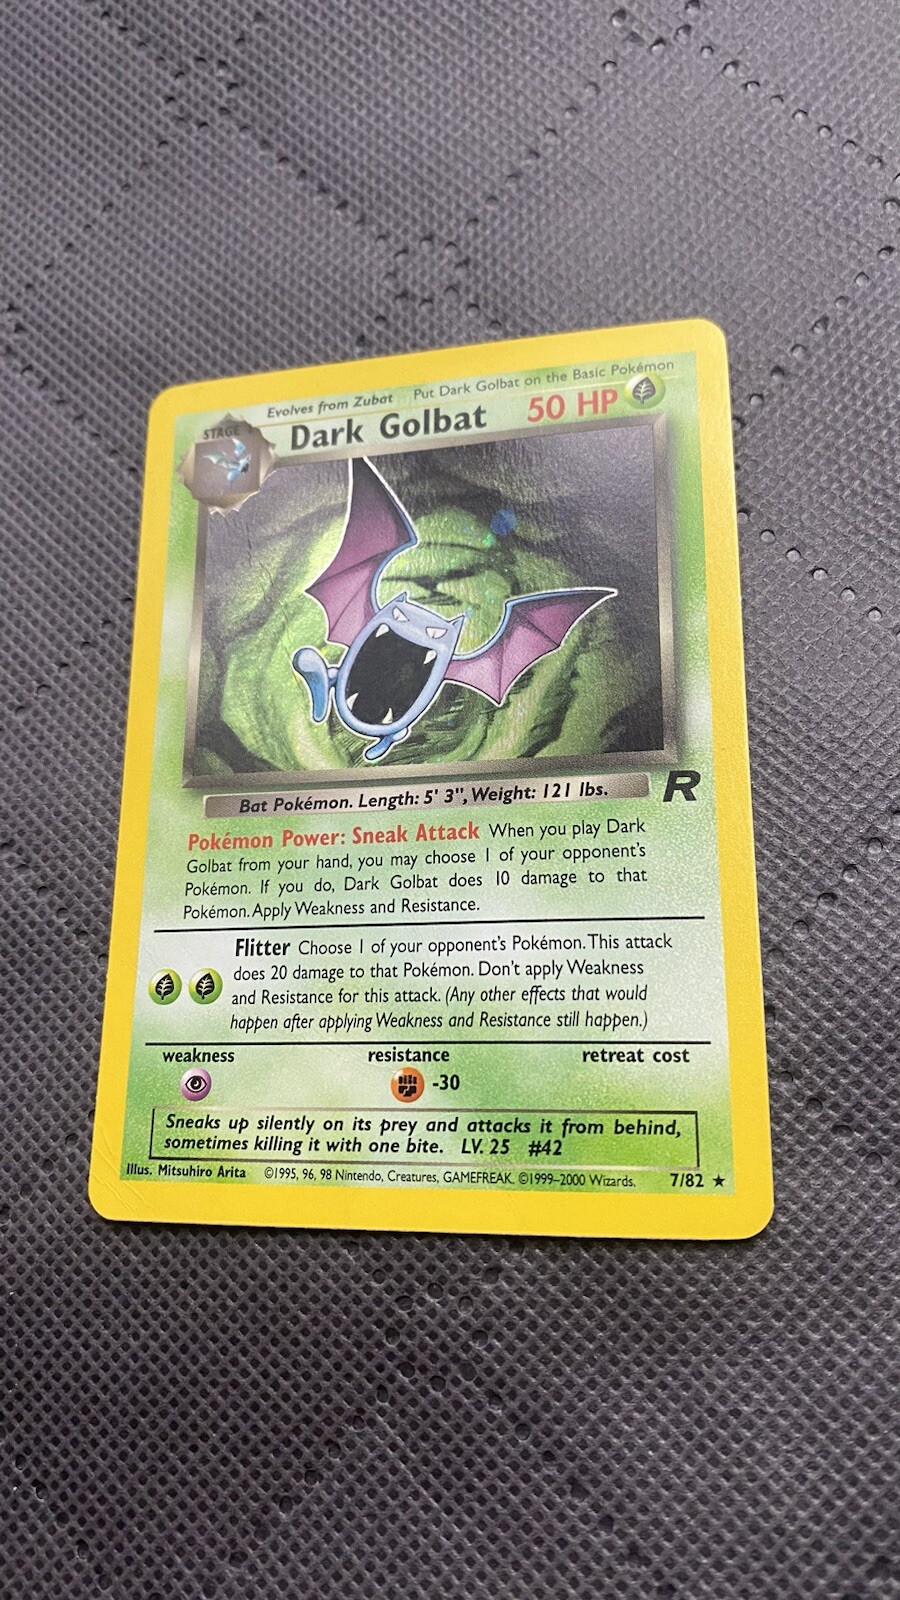 Evolves from Zubat Put Dark Golbat on the Basic Pokémon
STAGE 1
Dark Golbat 50 HP
Bat Pokémon. Length: 5' 3", Weight: 121 lbs.
R
Pokémon Power: Sneak Attack When you play Dark
Golbat from your hand, you may choose 1 of your opponent's
Pokémon. If you do, Dark Golbat does 10 damage to that
Pokémon. Apply Weakness and Resistance.
Flitter Choose 1 of your opponent's Pokémon. This attack
does 20 damage to that Pokémon. Don't apply Weakness
and Resistance for this attack. (Any other effects that would
happen after applying Weakness and Resistance still happen.)
weakness resistance retreat cost
-30
Sneaks up silently on its prey and attacks it from behind,
sometimes killing it with one bite. LV. 25 #42
Illus. Mitsuhiro Arita ©1995, 96, 98 Nintendo, Creatures, GAMEFREAK. ©1999–2000 Wizards. 7/82 ★